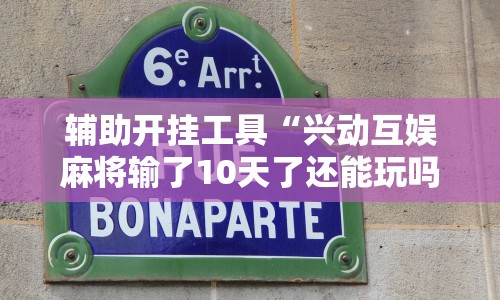 6e. Arrt.
辅助开挂工具“兴动互娱
麻将输了10天了还能玩吗
RUE
BONAPARTE